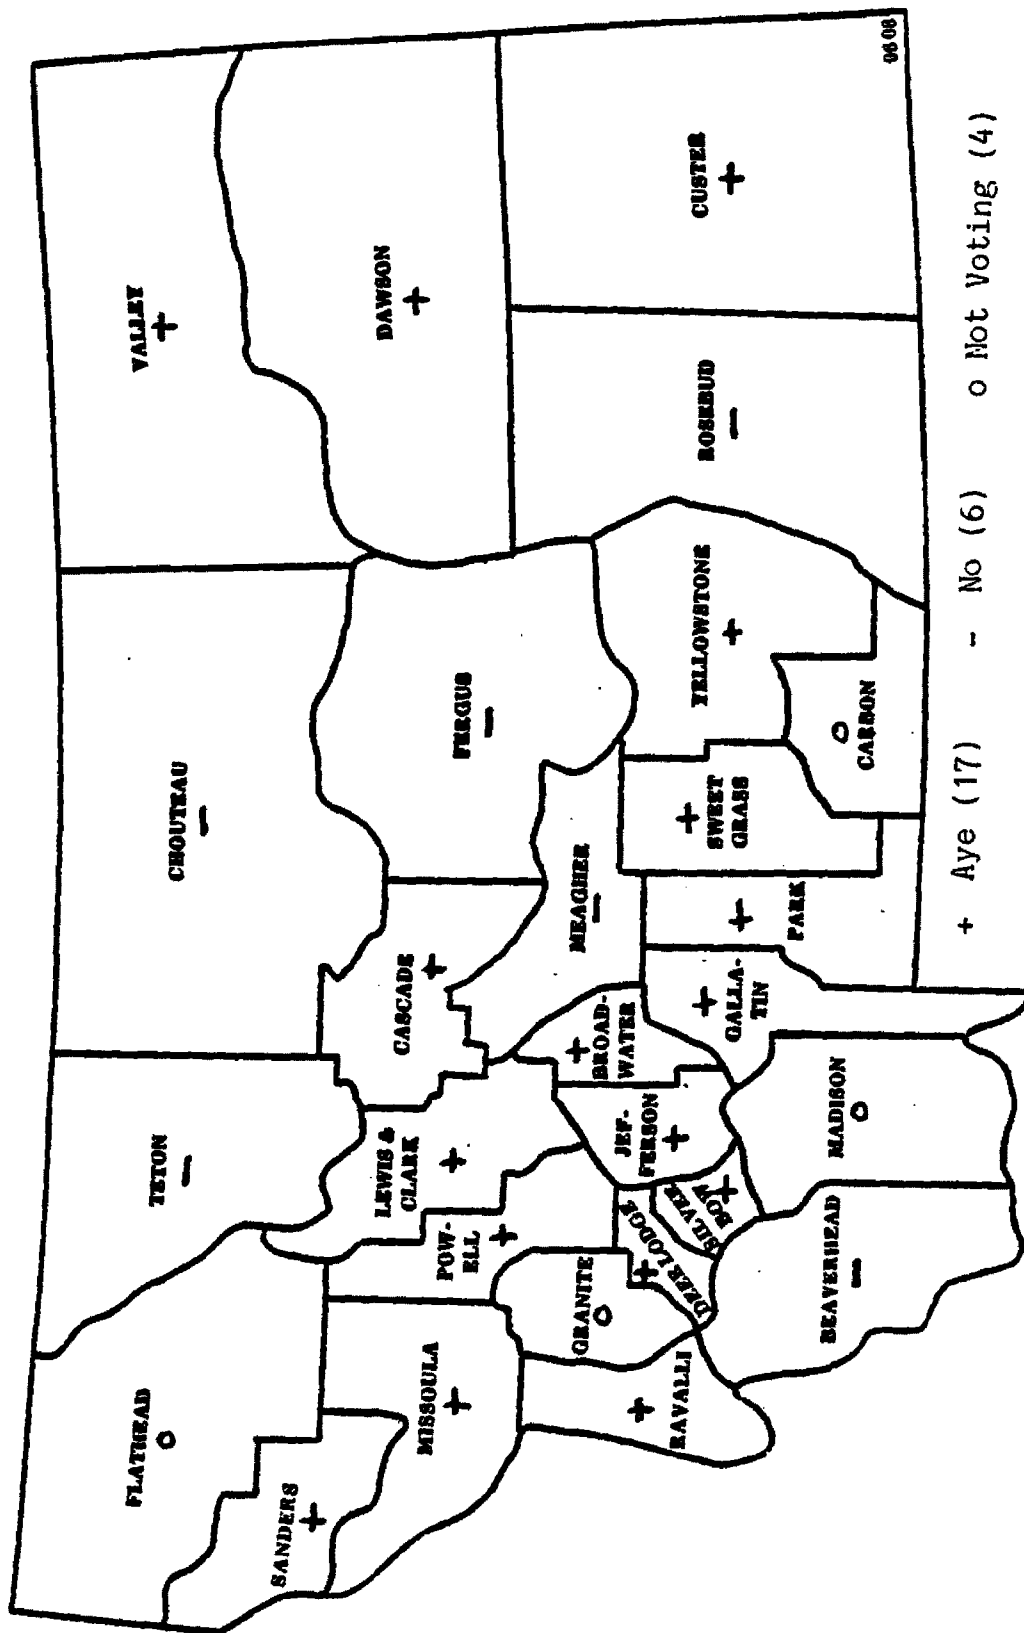 FLATHEAD
O
TETON
–
CHOUTEAU
–
VALLEY
+
SANDERS
+
MISSOULA
+
POW-
ELL
+
LEWIS &
CLARK
+
CASCADE
+
FERGUS
–
DAWSON
+
RAVALLI
+
GRANITE
O
DEER LODGE
+
SILVER
BOW
+
JEF-
FERSON
+
BROAD-
WATER
+
MEAGHER
–
BEAVERHEAD
–
MADISON
O
GALLA-
TIN
+
PARK
+
SWEET
GRASS
+
YELLOWSTONE
+
CARBON
O
ROSEBUD
–
CUSTER
+
06 08
+ Aye (17) - No (6) o Not Voting (4)